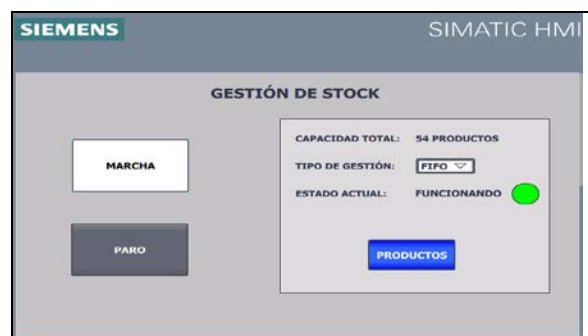 SIEMENS
SIMATIC HMI
GESTIÓN DE STOCK
MARCHA
PARO
CAPACIDAD TOTAL: 54 PRODUCTOS
TIPO DE GESTIÓN: FIFO
ESTADO ACTUAL: FUNCIONANDO
PRODUCTOS